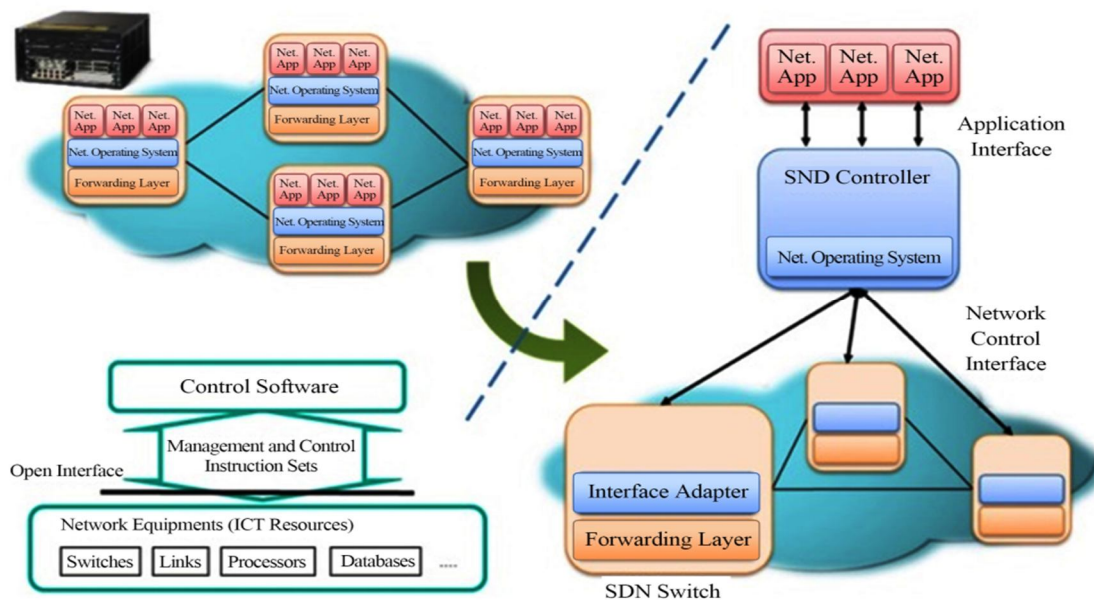 Net. Net. Net.
App App App
Net. Operating System
Forwarding Layer
Net. Net. Net.
App App App
Net. Operating System
Forwarding Layer
Net. Net. Net.
App App App
Net. Operating System
Forwarding Layer
Net. Net. Net.
App App App
Net. Operating System
Forwarding Layer
Control Software
Management and Control
Instruction Sets
Open Interface
Network Equipments (ICT Resources)
Switches Links Processors Databases ....
Net. Net. Net.
App App App
Application
Interface
SND Controller
Net. Operating System
Network
Control
Interface
Interface Adapter
Forwarding Layer
SDN Switch